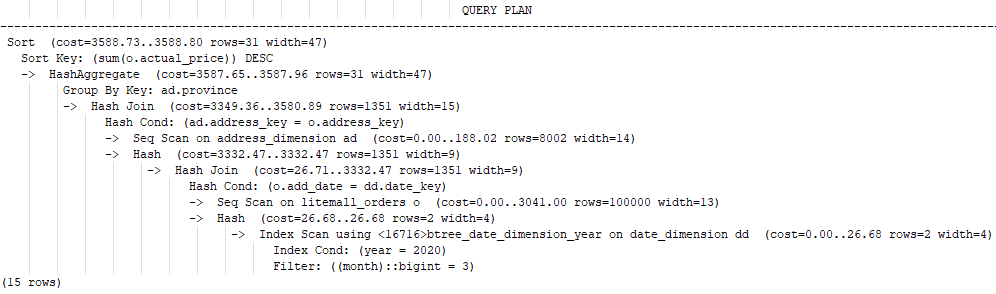 QUERY PLAN
--------------------------------------------------------------------------------------------------------------------------------------------
Sort  (cost=3588.73..3588.80 rows=31 width=47)
  Sort Key: (sum(o.actual_price)) DESC
  ->  HashAggregate  (cost=3587.65..3587.96 rows=31 width=47)
        Group By Key: ad.province
        ->  Hash Join  (cost=3349.36..3580.89 rows=1351 width=15)
              Hash Cond: (ad.address_key = o.address_key)
              ->  Seq Scan on address_dimension ad  (cost=0.00..188.02 rows=8002 width=14)
              ->  Hash  (cost=3332.47..3332.47 rows=1351 width=9)
                    ->  Hash Join  (cost=26.71..3332.47 rows=1351 width=9)
                          Hash Cond: (o.add_date = dd.date_key)
                          ->  Seq Scan on litemall_orders o  (cost=0.00..3041.00 rows=100000 width=13)
                          ->  Hash  (cost=26.68..26.68 rows=2 width=4)
                                ->  Index Scan using <16716>btree_date_dimension_year on date_dimension dd  (cost=0.00..26.68 rows=2 width=4)
                                      Index Cond: (year = 2020)
                                      Filter: ((month)::bigint = 3)
(15 rows)